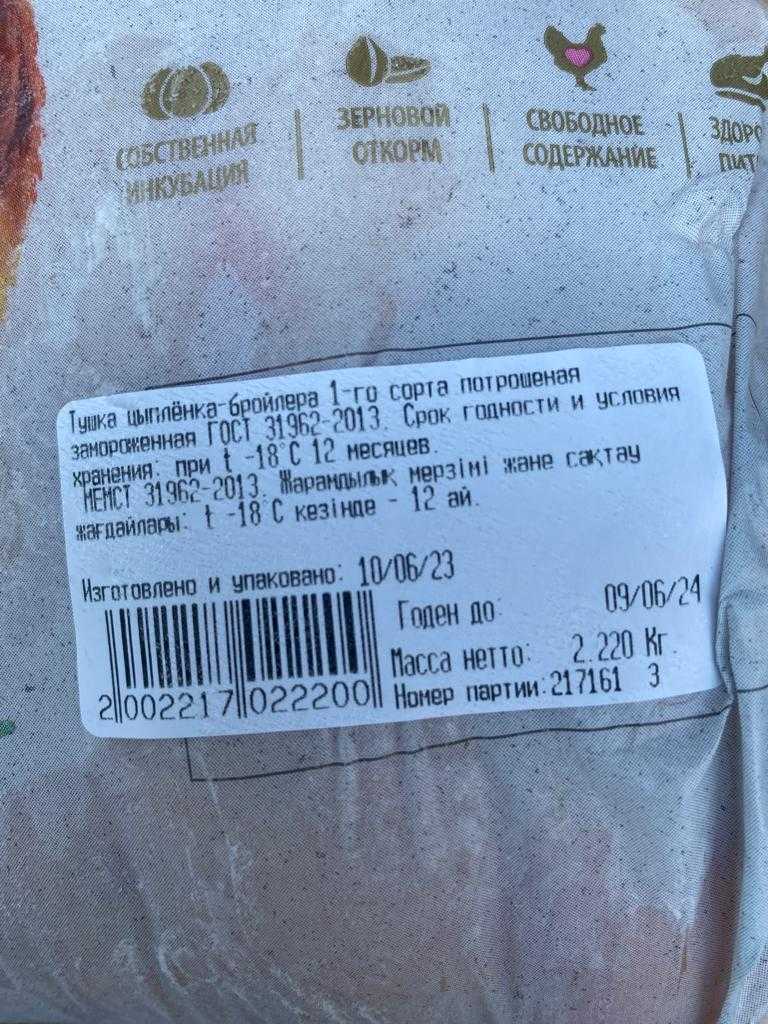 СОБСТВЕННАЯ
ИНКУБАЦИЯ
ЗЕРНОВОЙ
ОТКОРМ
СВОБОДНОЕ
СОДЕРЖАНИЕ
Тушка цыплёнка-бройлера 1-го сорта потрошеная
замороженная ГОСТ 31962-2013. Срок годности и условия
хранения: при t -18°C 12 месяцев.
МЕМСТ 31962-2013. Жарамдылык мерзімі жане сақтау
жағдайлары: t -18°C кезінде - 12 ай.
Изготовлено и упаковано: 10/06/23
Годен до: 09/06/24
Масса нетто: 2.220 Кг.
Номер партии: 217161 3
2 002217 022200